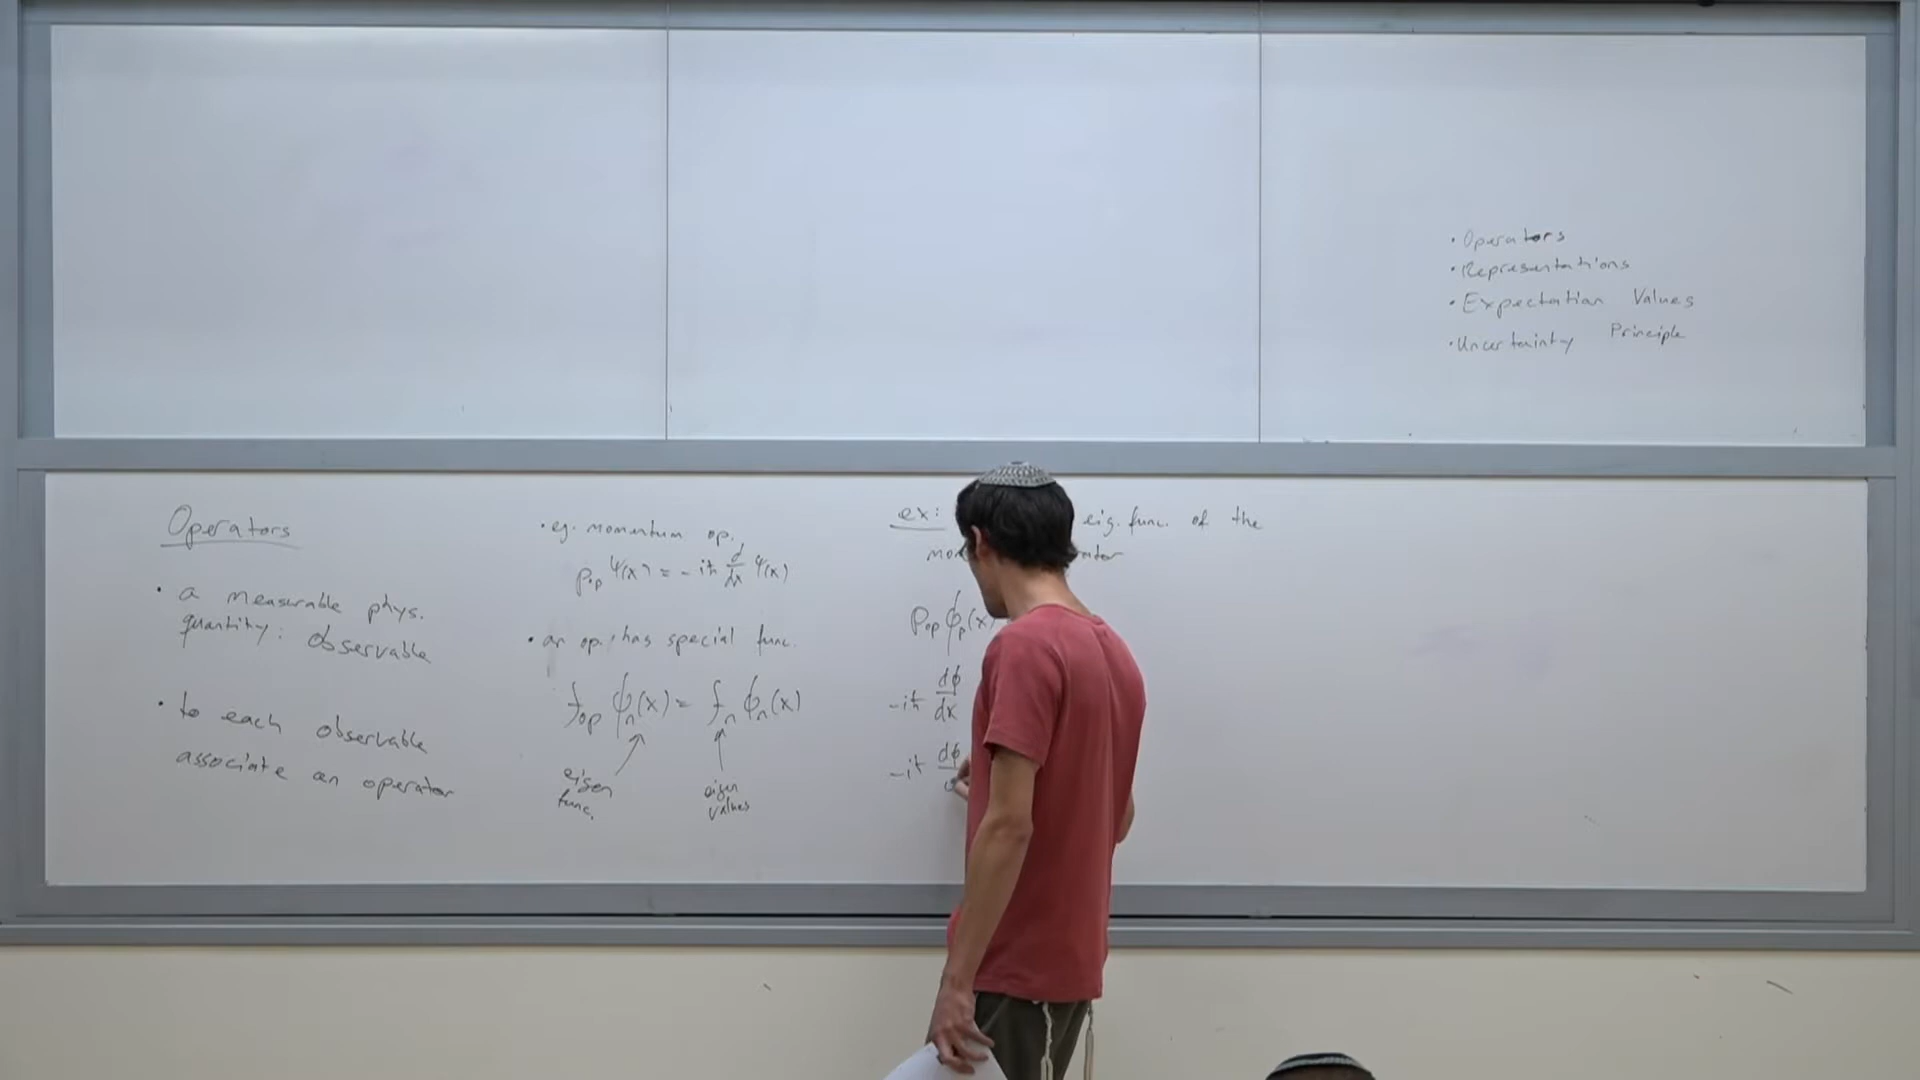 • Operators
• Representations
• Expectation Values
• Uncertainty Principle
Operators
• a measurable phys.
quantity: observable
• to each observable
associate an operator
• eg. momentum op.
p_op ψ(x) = -iħ d/dx ψ(x)
• an op. has special func.
f_op ϕ_n(x) = f_n ϕ_n(x)
eigen
func.
eigen
values
ex: eig. func. of the
p_op ϕ_p(x)
-iħ dϕ/dx
-iħ dϕ